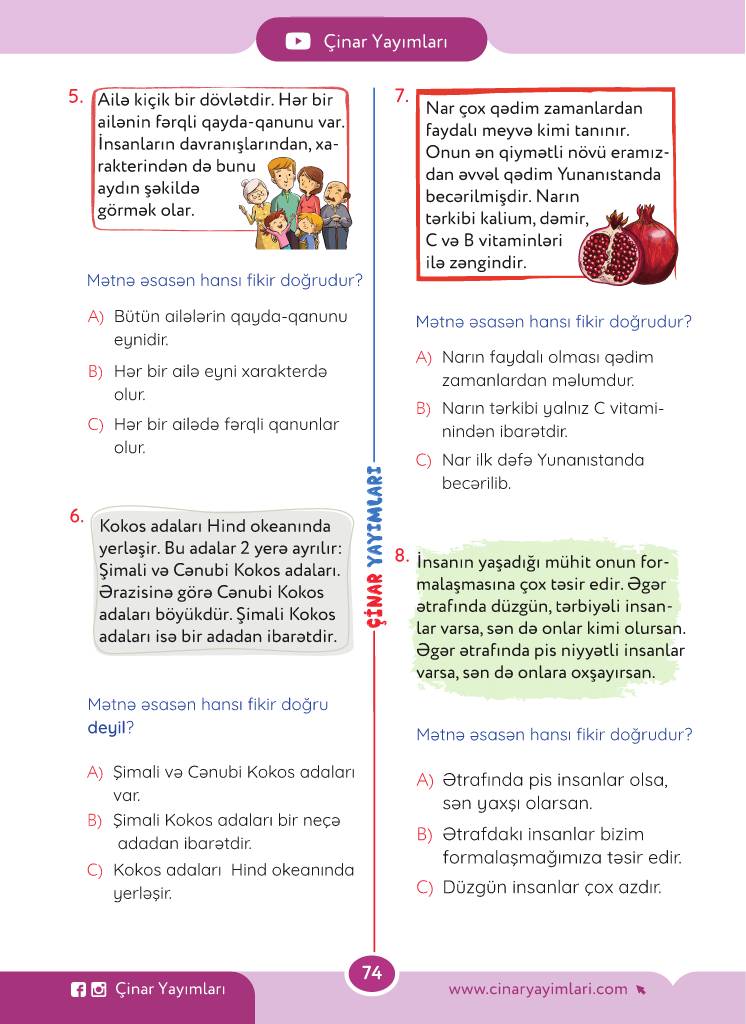 Çinar Yayımları
5.
Ailə kiçik bir dövlətdir. Hər bir
ailənin fərqli qayda-qanunu var.
İnsanların davranışlarından, xa-
rakterindən də bunu
aydın şəkildə
görmək olar.
Mətnə əsasən hansı fikir doğrudur?
A) Bütün ailələrin qayda-qanunu
eynidir.
B) Hər bir ailə eyni xarakterdə
olur.
C) Hər bir ailədə fərqli qanunlar
olur.
6.
Kokos adaları Hind okeanında
yerləşir. Bu adalar 2 yerə ayrılır:
Şimali və Cənubi Kokos adaları.
Ərazisinə görə Cənubi Kokos
adaları böyükdür. Şimali Kokos
adaları isə bir adadan ibarətdir.
Mətnə əsasən hansı fikir doğru
deyil?
A) Şimali və Cənubi Kokos adaları
var.
B) Şimali Kokos adaları bir neçə
adadan ibarətdir.
C) Kokos adaları Hind okeanında
yerləşir.
ÇİNAR YAYIMLARI
7.
Nar çox qədim zamanlardan
faydalı meyvə kimi tanınır.
Onun ən qiymətli növü eramız-
dan əvvəl qədim Yunanıstanda
becərilmişdir. Narın
tərkibi kalium, dəmir,
C və B vitaminləri
ilə zəngindir.
Mətnə əsasən hansı fikir doğrudur?
A) Narın faydalı olması qədim
zamanlardan məlumdur.
B) Narın tərkibi yalnız C vitami-
nindən ibarətdir.
C) Nar ilk dəfə Yunanıstanda
becərilib.
8.
İnsanın yaşadığı mühit onun for-
malaşmasına çox təsir edir. Əgər
ətrafında düzgün, tərbiyəli insan-
lar varsa, sən də onlar kimi olursan.
Əgər ətrafında pis niyyətli insanlar
varsa, sən də onlara oxşayırsan.
Mətnə əsasən hansı fikir doğrudur?
A) Ətrafında pis insanlar olsa,
sən yaxşı olarsan.
B) Ətrafdakı insanlar bizim
formalaşmağımıza təsir edir.
C) Düzgün insanlar çox azdır.
Çinar Yayımları
74
www.cinaryayimlari.com